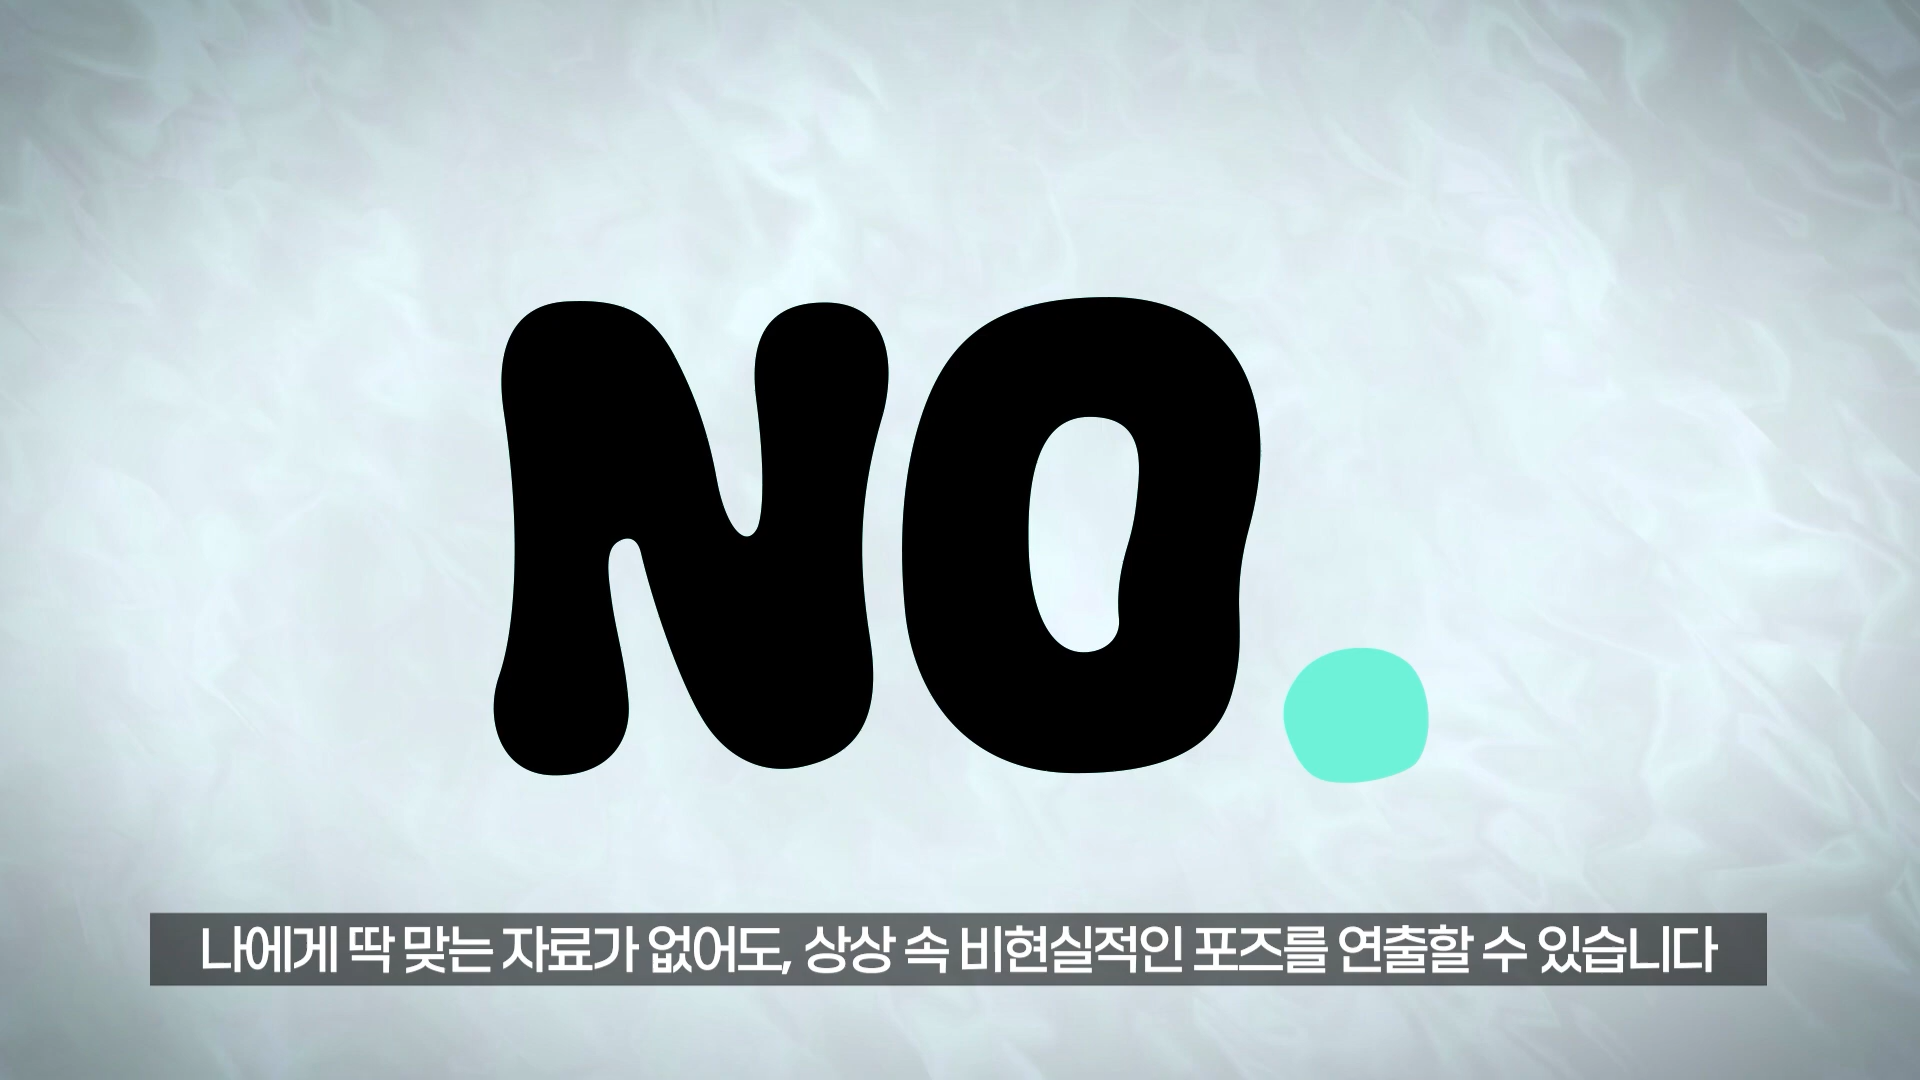 NO.
나에게 딱 맞는 자료가 없어도, 상상 속 비현실적인 포즈를 연출할 수 있습니다